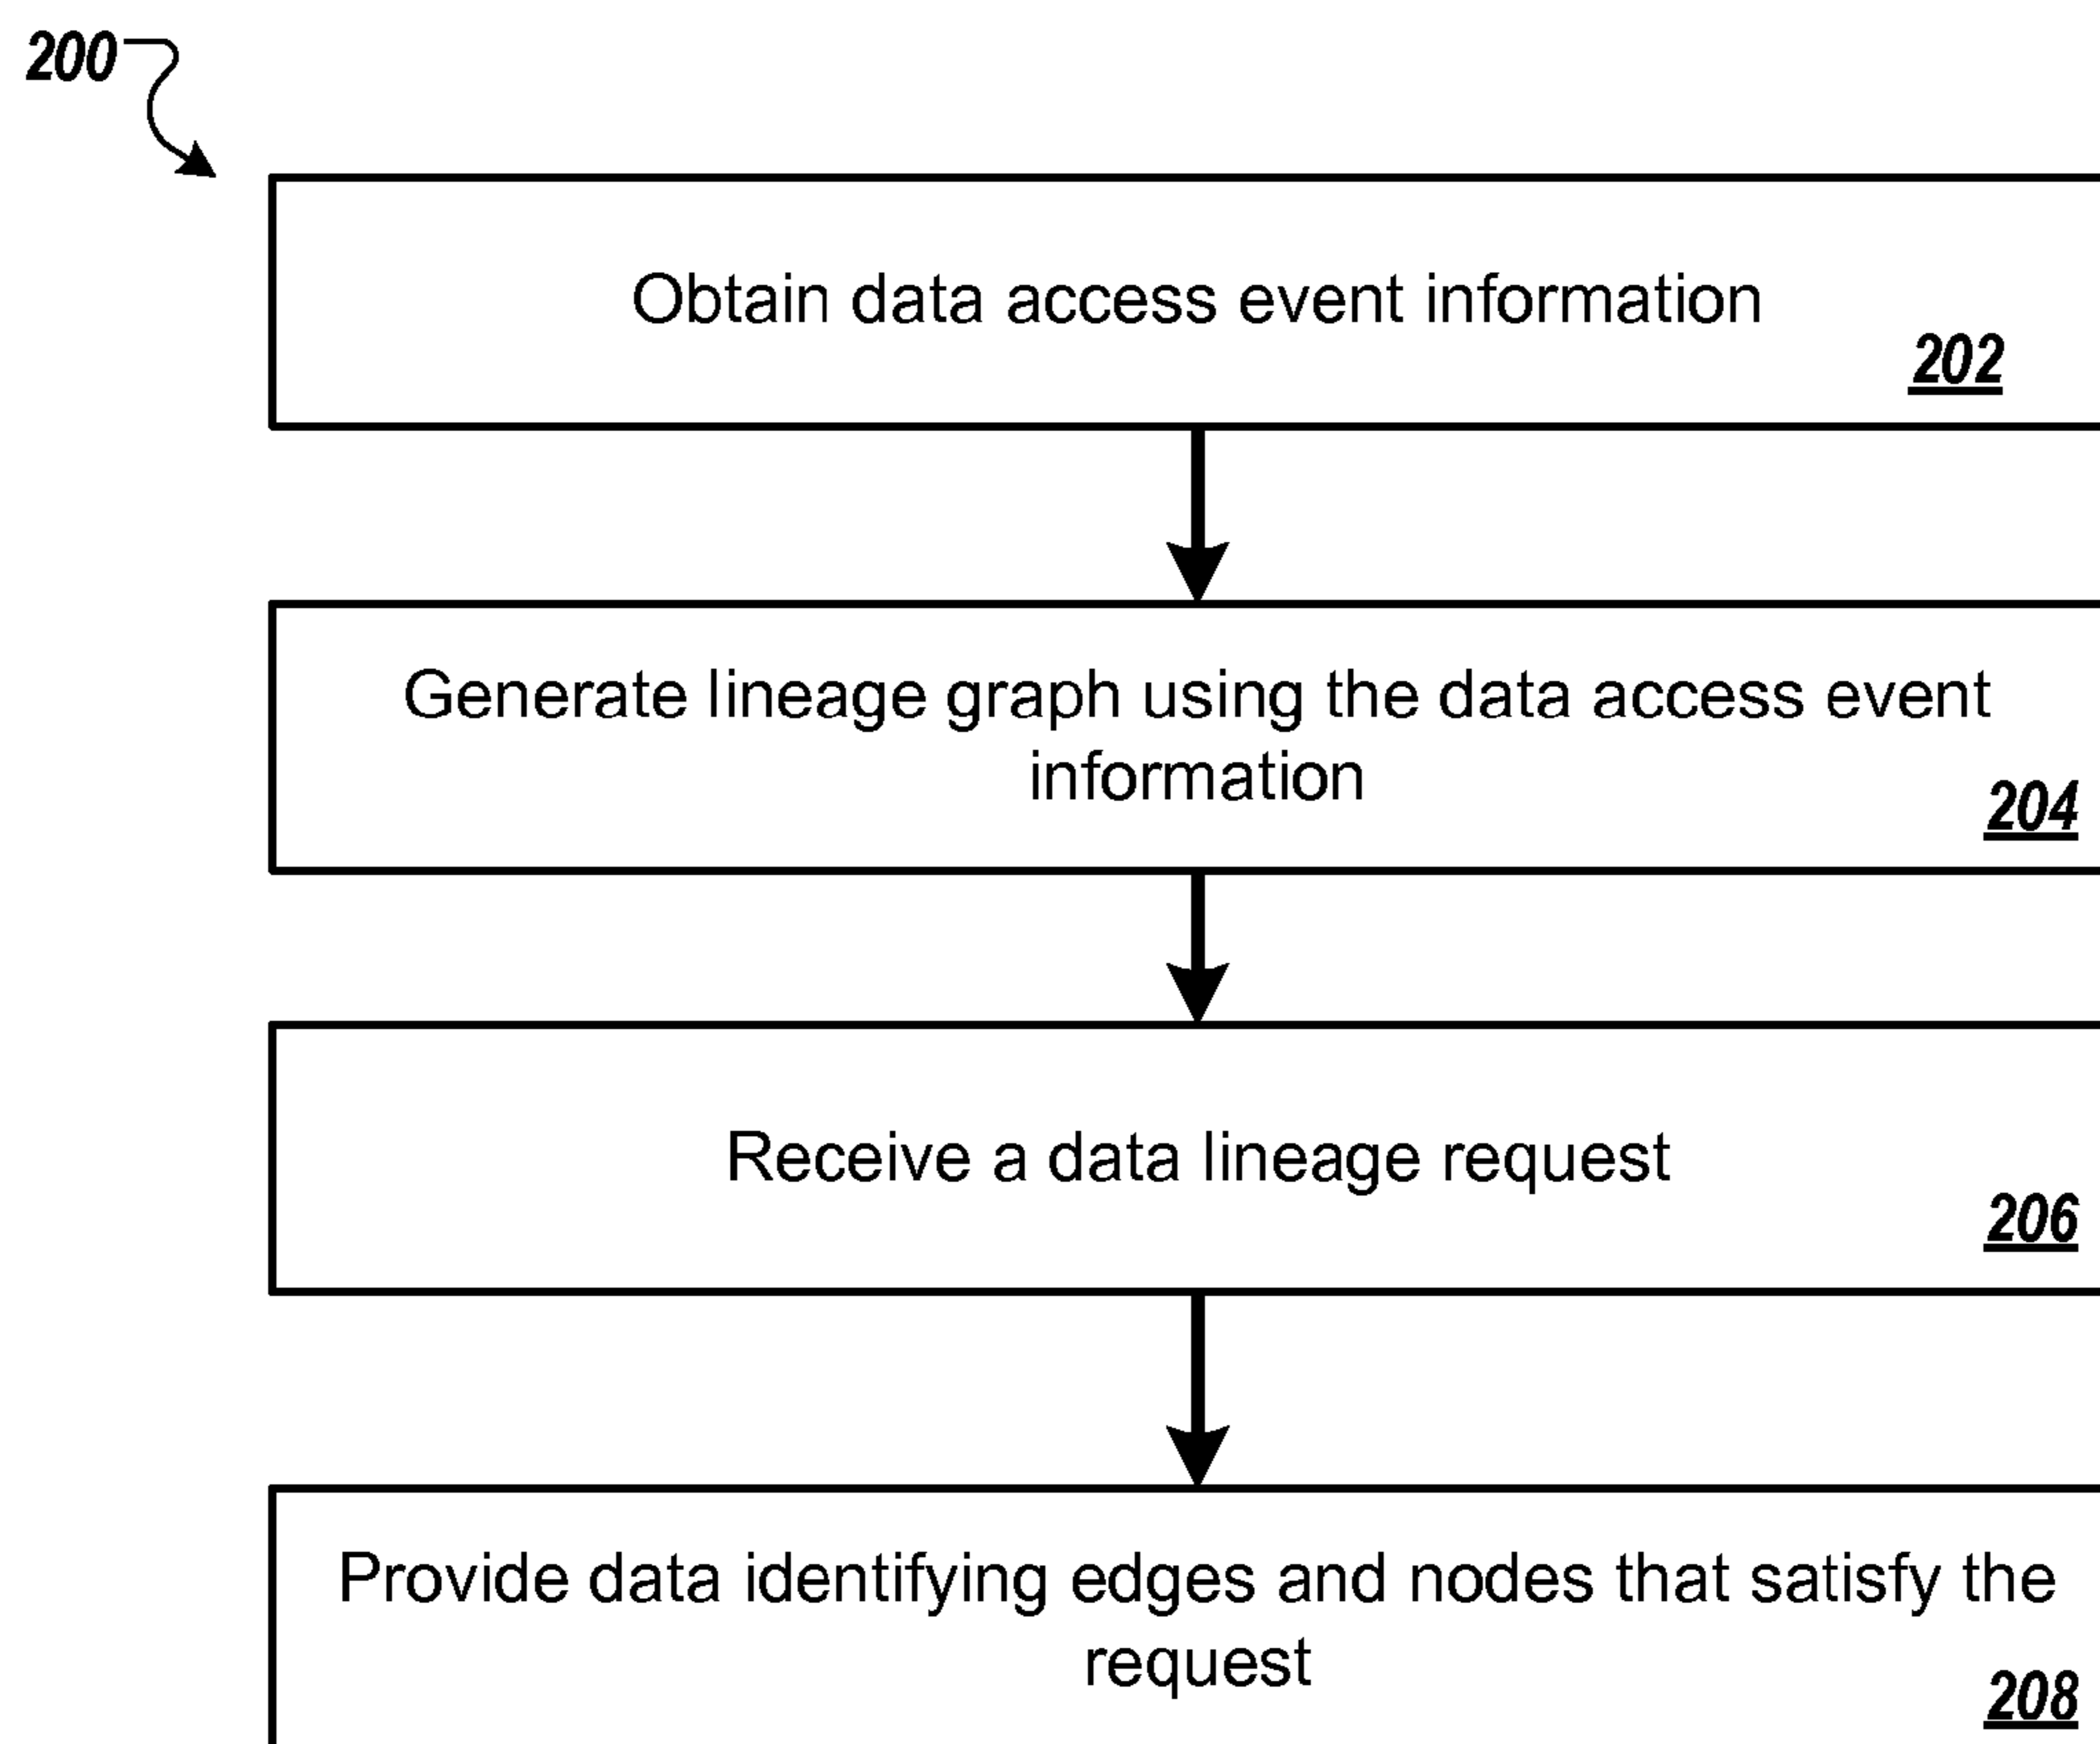 200
Obtain data access event information
202
Generate lineage graph using the data access event
information
204
Receive a data lineage request
206
Provide data identifying edges and nodes that satisfy the
request
208